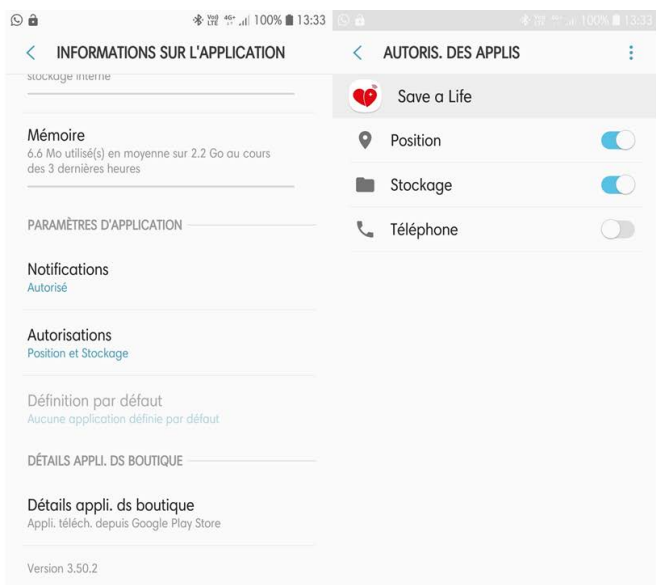 VoD LTE 4G+ 100% 13:33
INFORMATIONS SUR L'APPLICATION
stockage interne
Mémoire
6.6 Mo utilisé(s) en moyenne sur 2.2 Go au cours
des 3 dernières heures
PARAMÈTRES D'APPLICATION
Notifications
Autorisé
Autorisations
Position et Stockage
Définition par défaut
Aucune application définie par défaut
DÉTAILS APPLI. DS BOUTIQUE
Détails appli. ds boutique
Appli. téléch. depuis Google Play Store
Version 3.50.2
100% 13:33
AUTORIS. DES APPLIS
Save a Life
Position
Stockage
Téléphone